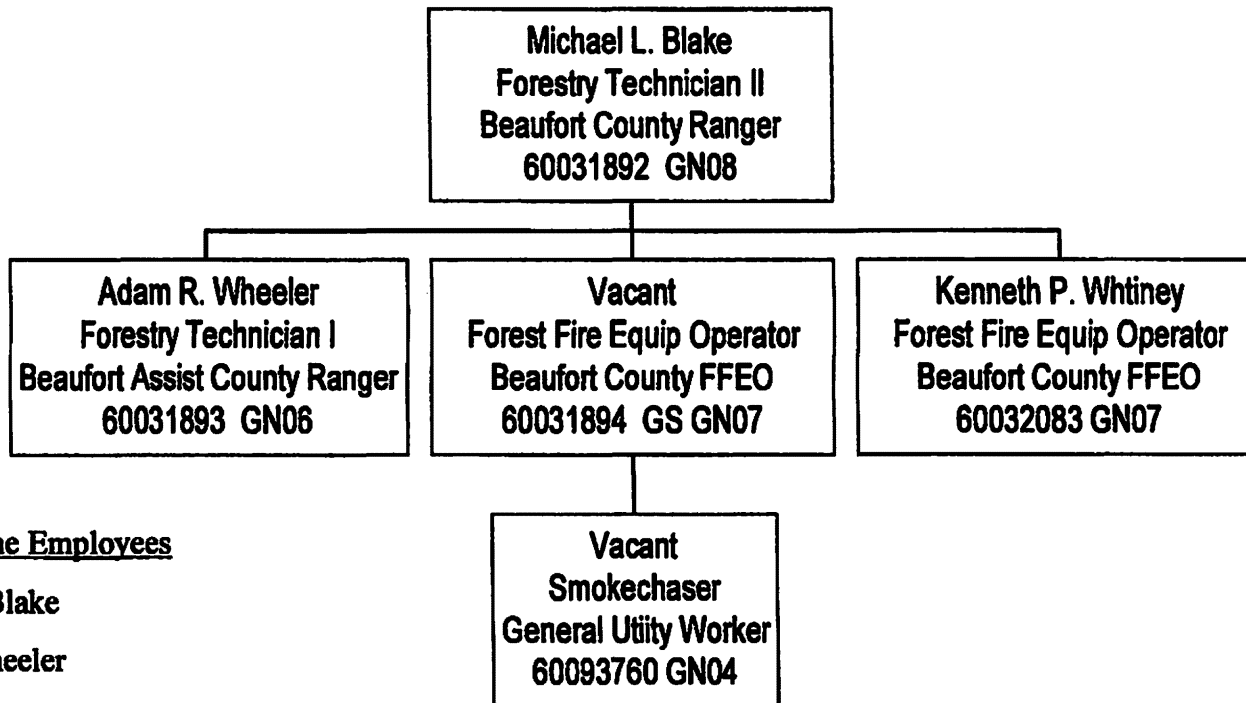 Michael L. Blake
Forestry Technician II
Beaufort County Ranger
60031892 GN08
Adam R. Wheeler
Forestry Technician I
Beaufort Assist County Ranger
60031893 GN06
Vacant
Forest Fire Equip Operator
Beaufort County FFEO
60031894 GS GN07
Kenneth P. Whtiney
Forest Fire Equip Operator
Beaufort County FFEO
60032083 GN07
Vacant
Smokechaser
General Utiity Worker
60093760 GN04
Employees
Blake